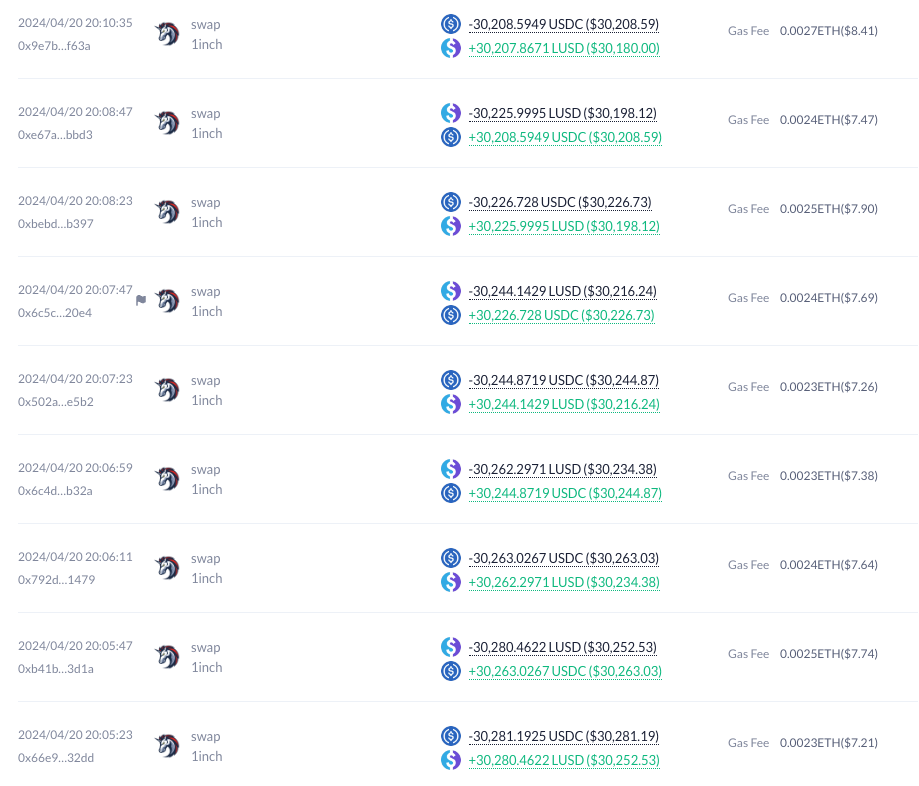 2024/04/20 20:10:35 swap -30,208.5949 USDC ($30,208.59) Gas Fee 0.0027ETH($8.41)
0x9e7b...f63a 1inch +30,207.8671 LUSD ($30,180.00)
2024/04/20 20:08:47 swap -30,225.9995 LUSD ($30,198.12) Gas Fee 0.0024ETH($7.47)
0xe67a...bbd3 1inch +30,208.5949 USDC ($30,208.59)
2024/04/20 20:08:23 swap -30,226.728 USDC ($30,226.73) Gas Fee 0.0025ETH($7.90)
0xbebd...b397 1inch +30,225.9995 LUSD ($30,198.12)
2024/04/20 20:07:47 swap -30,244.1429 LUSD ($30,216.24) Gas Fee 0.0024ETH($7.69)
0x6c5c...20e4 1inch +30,226.728 USDC ($30,226.73)
2024/04/20 20:07:23 swap -30,244.8719 USDC ($30,244.87) Gas Fee 0.0023ETH($7.26)
0x502a...e5b2 1inch +30,244.1429 LUSD ($30,216.24)
2024/04/20 20:06:59 swap -30,262.2971 LUSD ($30,234.38) Gas Fee 0.0023ETH($7.38)
0x6c4d...b32a 1inch +30,244.8719 USDC ($30,244.87)
2024/04/20 20:06:11 swap -30,263.0267 USDC ($30,263.03) Gas Fee 0.0024ETH($7.64)
0x792d...1479 1inch +30,262.2971 LUSD ($30,234.38)
2024/04/20 20:05:47 swap -30,280.4622 LUSD ($30,252.53) Gas Fee 0.0025ETH($7.74)
0xb41b...3d1a 1inch +30,263.0267 USDC ($30,263.03)
2024/04/20 20:05:23 swap -30,281.1925 USDC ($30,281.19) Gas Fee 0.0023ETH($7.21)
0x66e9...32dd 1inch +30,280.4622 LUSD ($30,252.53)